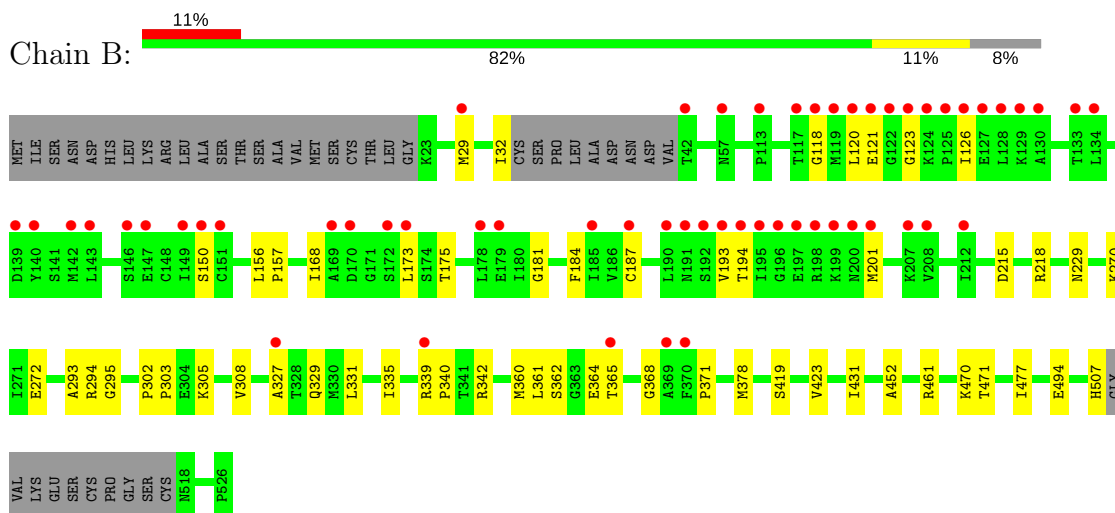 11%
Chain B:
82% 11% 8%
MET ILE SER ASN ASP HIS LEU LYS ARG LEU ALA SER THR SER ALA VAL MET SER CYS THR LEU GLY K23 M29 I32 CYS SER PRO LEU ALA ASP ASN ASP VAL T42 N57 P113 T117 G118 M119 L120 E121 G122 G123 K124 P125 I126 E127 L128 K129 A130 T133 L134
D139 Y140 S141 M142 L143 S146 E147 C148 I149 S150 C151 L156 P157 I168 A169 D170 G171 S172 L173 S174 T175 L178 E179 I180 G181 F184 I185 V186 C187 L190 N191 S192 V193 T194 I195 G196 E197 R198 K199 N200 M201 K207 V208 I212 D215 R218 N229 K270
I271 E272 A293 R294 G295 P302 P303 E304 K305 V308 A327 T328 Q329 M330 L331 I335 R339 P340 T341 R342 M360 L361 S362 G363 E364 T365 G368 A369 F370 P371 M378 S419 V423 I431 A452 R461 K470 T471 I477 E494 H507 GLY
VAL LYS GLU SER CYS PRO GLY SER CYS N518 P526